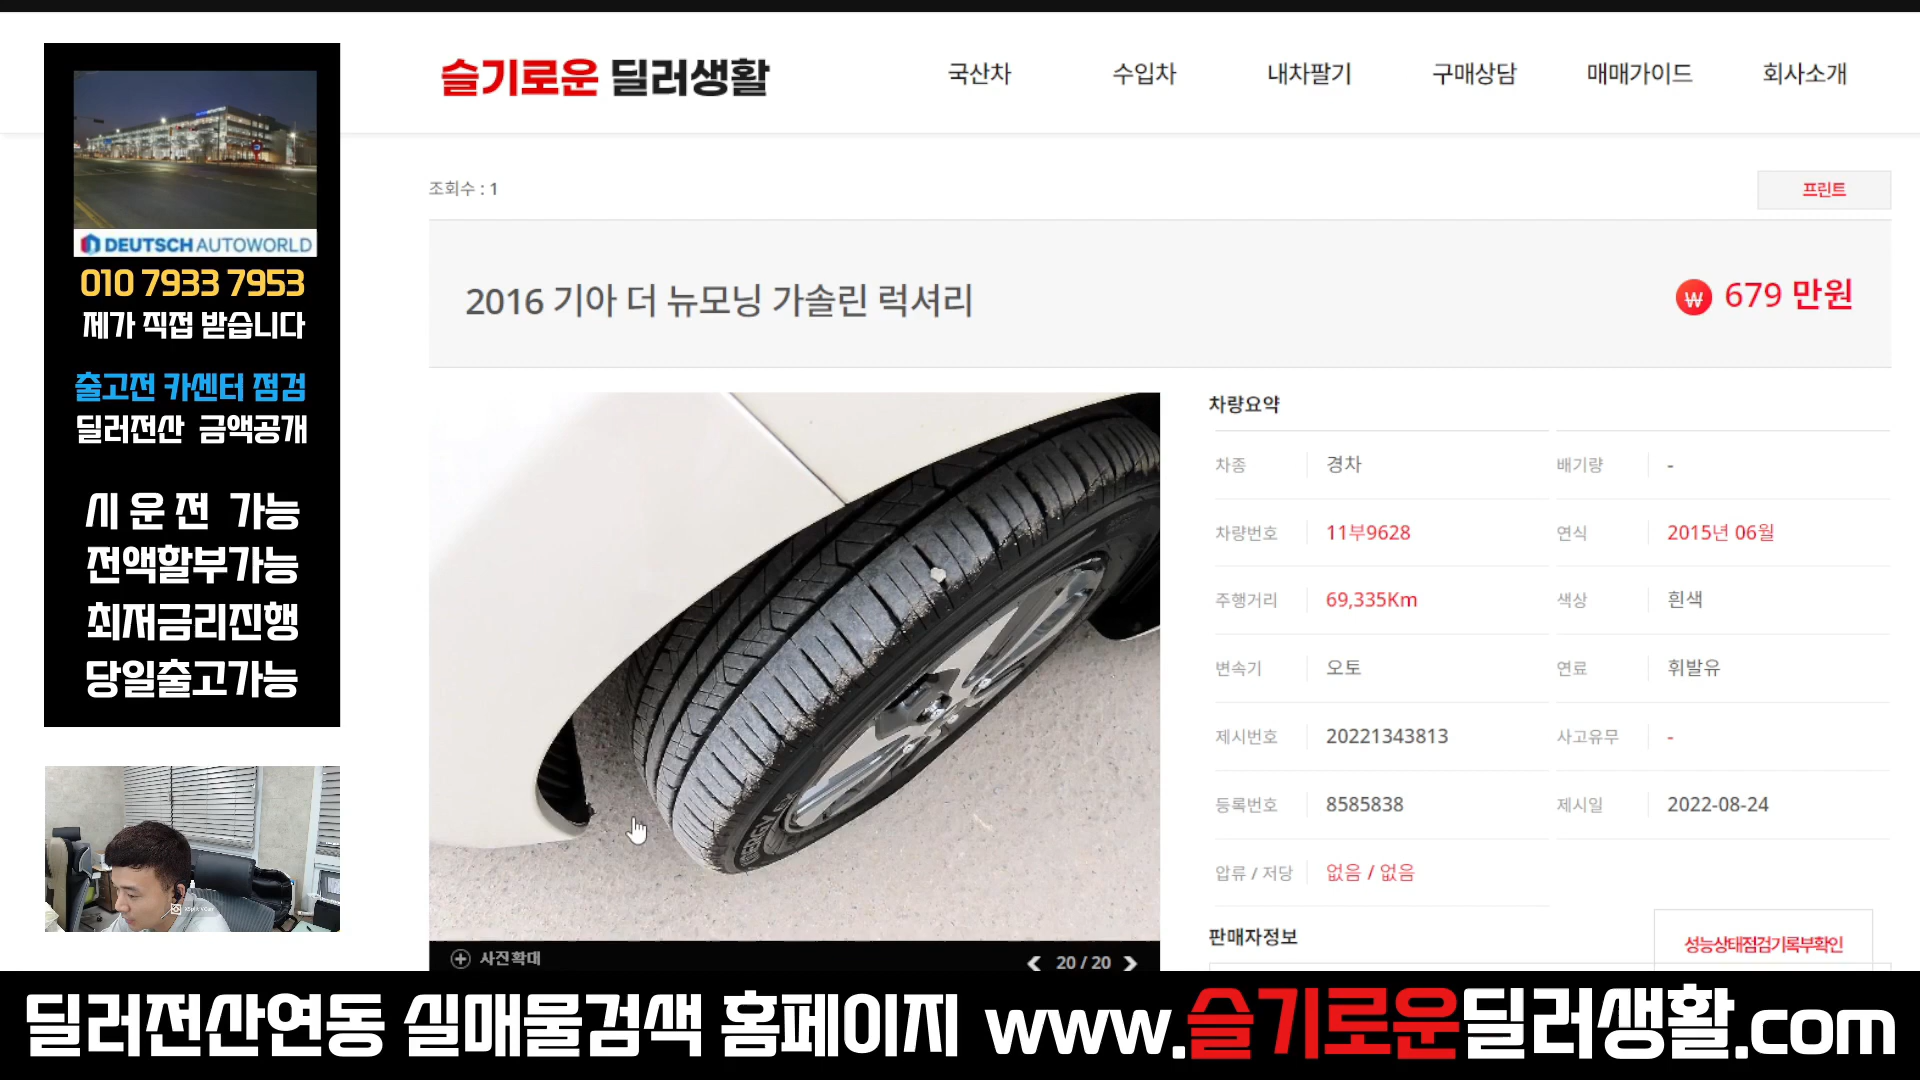 슬기로운 딜러생활
국산차
수입차
내차팔기
구매상담
매매가이드
회사소개
DEUTSCH AUTOWORLD
010 7933 7953
제가 직접 받습니다
출고전 카센터 점검
딜러전산 금액공개
시 운 전 가능
전액할부가능
최저금리진행
당일출고가능
조회수 : 1
프린트
2016 기아 더 뉴모닝 가솔린 럭셔리
₩ 679 만원
차량요약
차종 경차 배기량 -
차량번호 11부9628 연식 2015년 06월
주행거리 69,335Km 색상 흰색
변속기 오토 연료 휘발유
제시번호 20221343813 사고유무 -
등록번호 8585838 제시일 2022-08-24
압류 / 저당 없음 / 없음
판매자정보
성능상태점검기록부확인
사진확대
20 / 20
딜러전산연동 실매물검색 홈페이지 www.슬기로운딜러생활.com